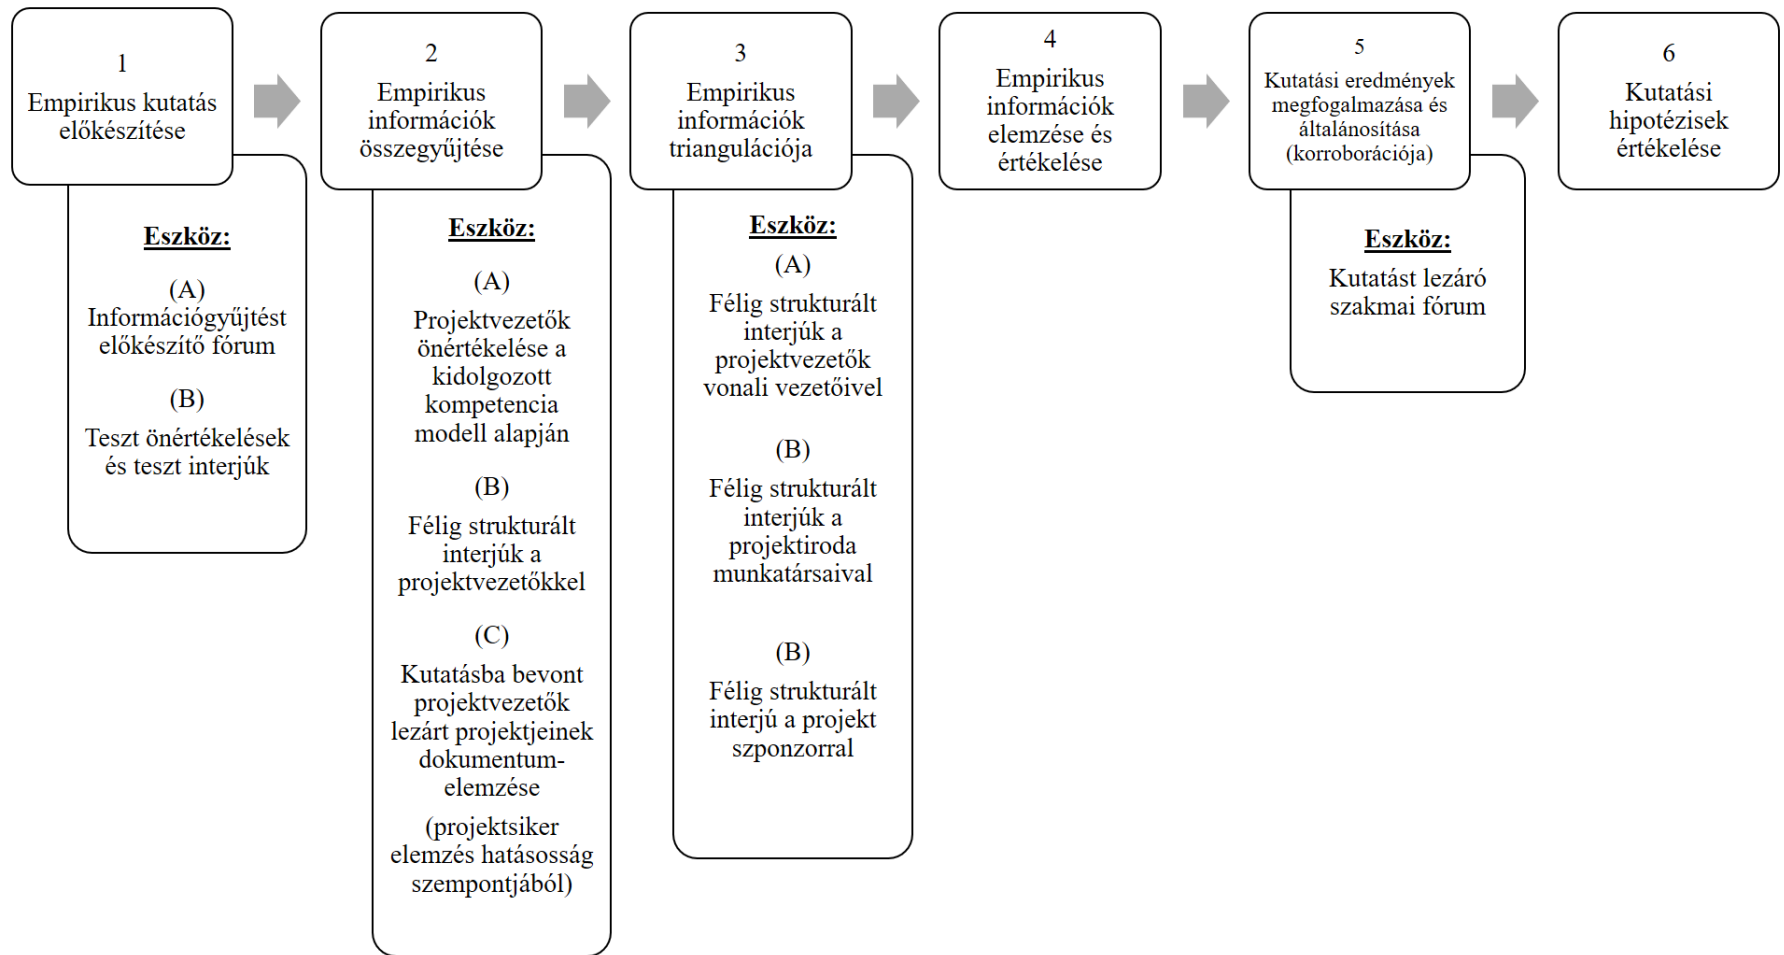 1
Empirikus kutatás
előkészítése
Eszköz:
(A)
Információgyűjtést
előkészítő fórum
(B)
Teszt önértékelések
és teszt interjúk
2
Empirikus
információk
összegyűjtése
Eszköz:
(A)
Projektvezetők
önértékelése a
kidolgozott
kompetencia
modell alapján
(B)
Félig strukturált
interjúk a
projektvezetőkkel
(C)
Kutatásba bevont
projektvezetők
lezárt projektjeinek
dokumentum-
elemzése
(projektsiker
elemzés hatásosság
szempontjából)
3
Empirikus
információk
triangulációja
Eszköz:
(A)
Félig strukturált
interjúk a
projektvezetők
vonali vezetőivel
(B)
Félig strukturált
interjúk a
projektiroda
munkatársaival
(B)
Félig strukturált
interjú a projekt
szponzorral
4
Empirikus
információk
elemzése és
értékelése
5
Kutatási eredmények
megfogalmazása és
általánosítása
(korroborációja)
Eszköz:
Kutatást lezáró
szakmai fórum
6
Kutatási
hipotézisek
értékelése